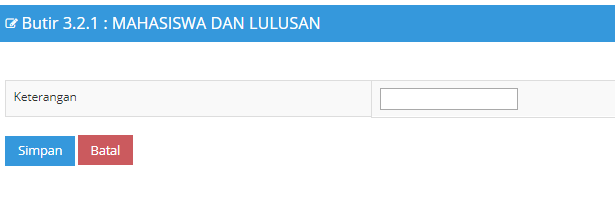 Butir 3.2.1 : MAHASISWA DAN LULUSAN
Keterangan
Simpan Batal